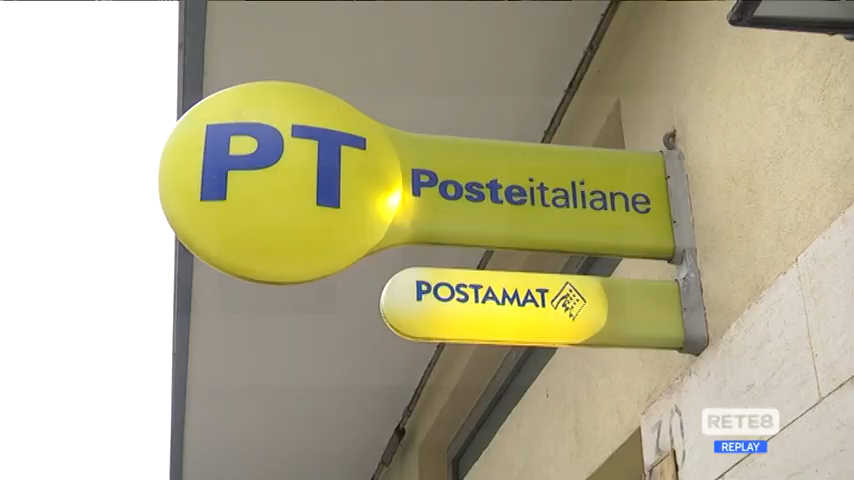 PT
Posteitaliane
POSTAMAT
RETE8
REPLAY